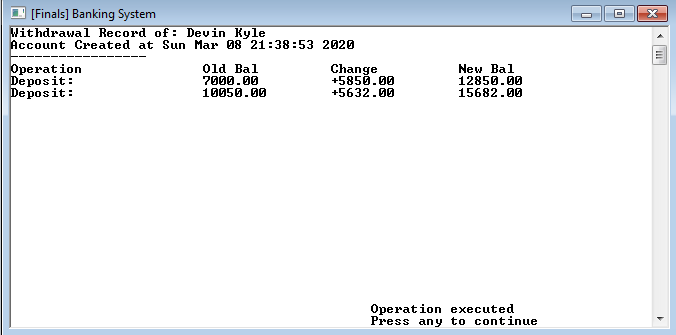 [Finals] Banking System
Withdrawal Record of: Devin Kyle
Account Created at Sun Mar 08 21:38:53 2020
-----------------
Operation Old Bal Change New Bal
Deposit: 7000.00 +5850.00 12850.00
Deposit: 10050.00 +5632.00 15682.00
Operation executed
Press any to continue